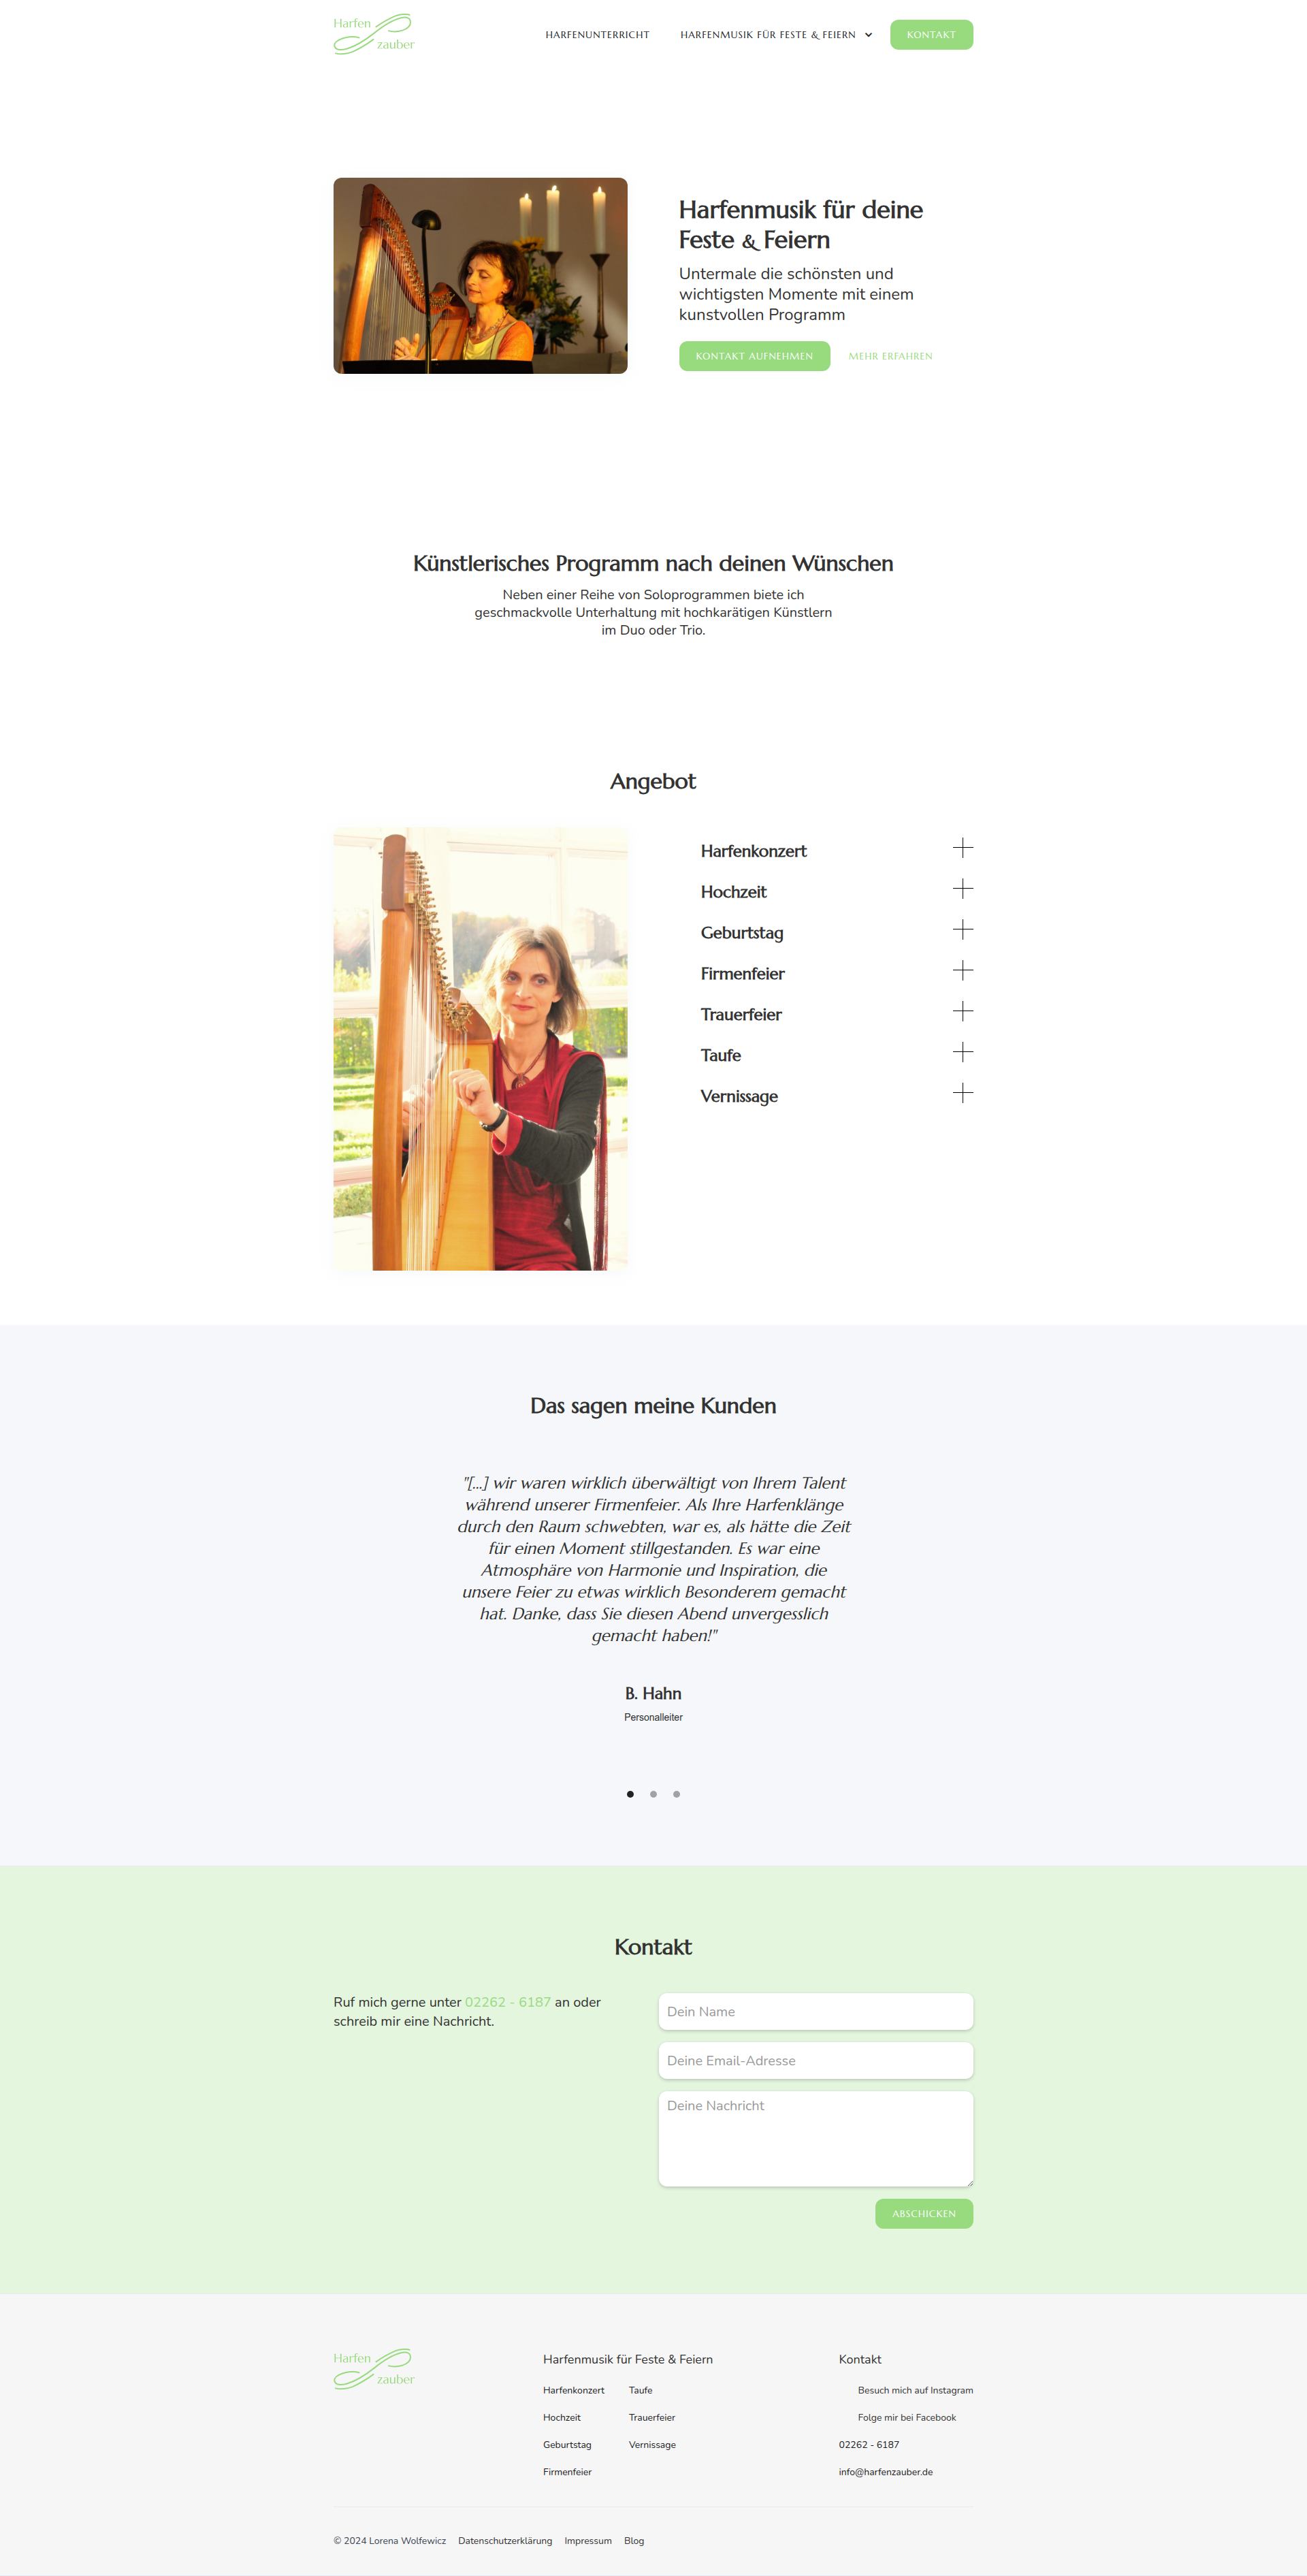 Harfen
zauber
HARFENUNTERRICHT
HARFENMUSIK FÜR FESTE & FEIERN
KONTAKT
Harfenmusik für deine
Feste & Feiern
Untermale die schönsten und
wichtigsten Momente mit einem
kunstvollen Programm
KONTAKT AUFNEHMEN
MEHR ERFAHREN
Künstlerisches Programm nach deinen Wünschen
Neben einer Reihe von Soloprogrammen biete ich
geschmackvolle Unterhaltung mit hochkarätigen Künstlern
im Duo oder Trio.
Angebot
Harfenkonzert
Hochzeit
Geburtstag
Firmenfeier
Trauerfeier
Taufe
Vernissage
Das sagen meine Kunden
"[...] wir waren wirklich überwältigt von Ihrem Talent
während unserer Firmenfeier. Als Ihre Harfenklänge
durch den Raum schwebten, war es, als hätte die Zeit
für einen Moment stillgestanden. Es war eine
Atmosphäre von Harmonie und Inspiration, die
unsere Feier zu etwas wirklich Besonderem gemacht
hat. Danke, dass Sie diesen Abend unvergesslich
gemacht haben!"
B. Hahn
Personalleiter
Kontakt
Ruf mich gerne unter 02262 - 6187 an oder
schreib mir eine Nachricht.
Dein Name
Deine Email-Adresse
Deine Nachricht
ABSCHICKEN
Harfen
zauber
Harfenmusik für Feste & Feiern
Harfenkonzert
Hochzeit
Geburtstag
Firmenfeier
Taufe
Trauerfeier
Vernissage
Kontakt
Besuch mich auf Instagram
Folge mir bei Facebook
02262 - 6187
info@harfenzauber.de
© 2024 Lorena Wolfewicz Datenschutzerklärung Impressum Blog